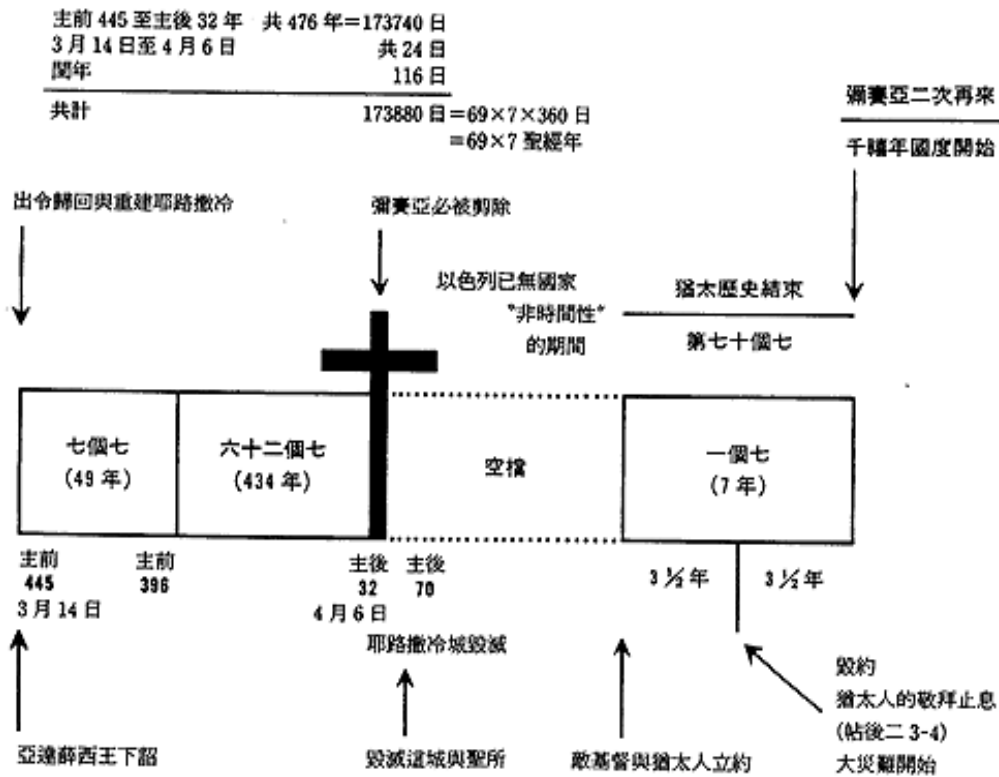 主前 445 至主後 32 年 共 476 年=173740 日
3 月 14 日至 4 月 6 日 共 24 日
閏年 116 日
共計 173880 日=69×7×360 日
=69×7 聖經年
彌賽亞二次再來
千禧年國度開始
出令歸回與重建耶路撒冷
彌賽亞必被剪除
以色列已無國家
"非時間性"
的期間
猶太歷史結束
第七十個七
七個七
(49 年)
六十二個七
(434 年)
空檔
一個七
(7 年)
主前
445
3 月 14 日
主前
396
主後
32
4 月 6 日
主後
70
3 ½ 年
3 ½ 年
耶路撒冷城毀滅
毀約
猶太人的敬拜止息
(帖後二 3-4)
大災難開始
亞達薛西王下詔
毀滅這城與聖所
敵基督與猶太人立約